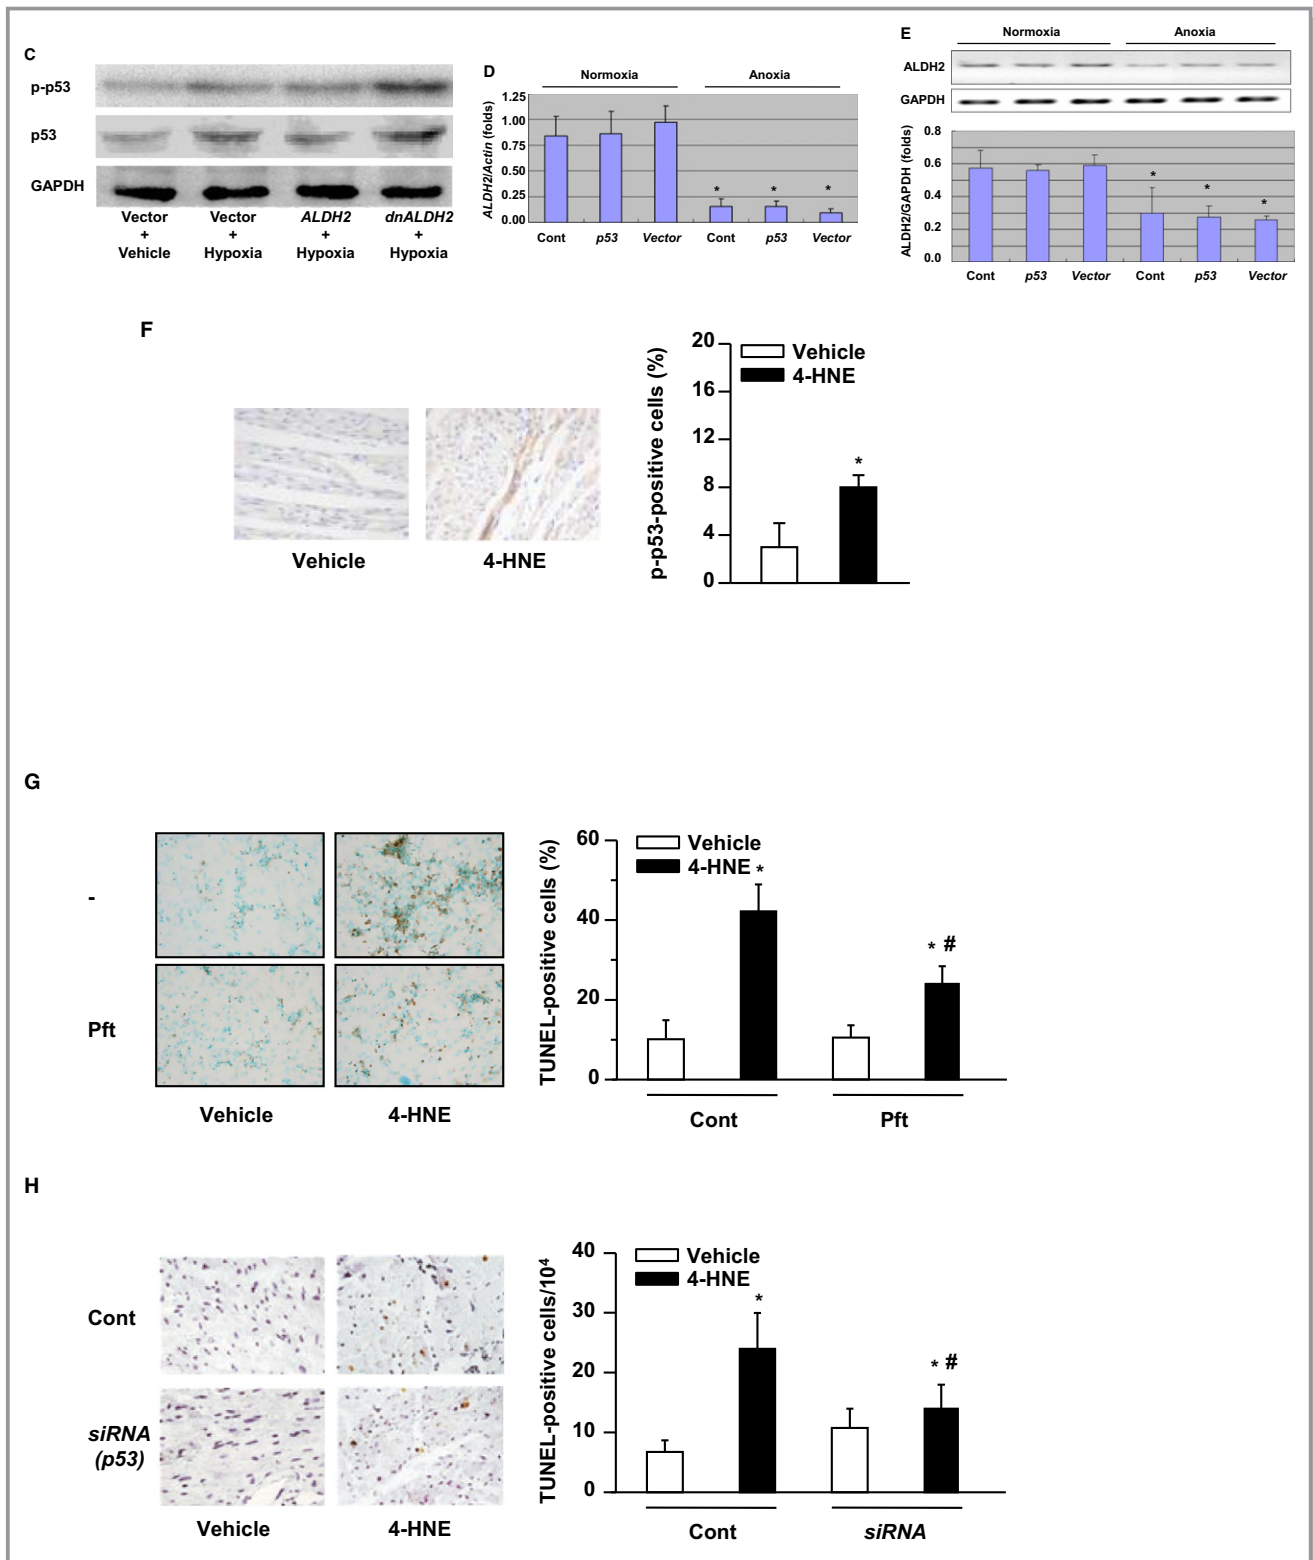 C
p-p53
p53
GAPDH
Vector + Vehicle
Vector + Hypoxia
ALDH2 + Hypoxia
dnALDH2 + Hypoxia
D
Normoxia Anoxia
ALDH2/Actin (folds)
1.25
1.00
0.75
0.50
0.25
0.00
* * *
Cont p53 Vector Cont p53 Vector
E
Normoxia Anoxia
ALDH2
GAPDH
ALDH2/GAPDH (folds)
0.8
0.6
0.4
0.2
0.0
* * *
Cont p53 Vector Cont p53 Vector
F
Vehicle 4-HNE
p-p53-positive cells (%)
20
16
12
8
4
0
Vehicle
4-HNE
*
G
-
Pft
Vehicle 4-HNE
TUNEL-positive cells (%)
60
40
20
0
Vehicle
4-HNE
*
* #
Cont Pft
H
Cont
siRNA
(p53)
Vehicle 4-HNE
TUNEL-positive cells/10⁴
40
30
20
10
0
Vehicle
4-HNE
*
* #
Cont siRNA